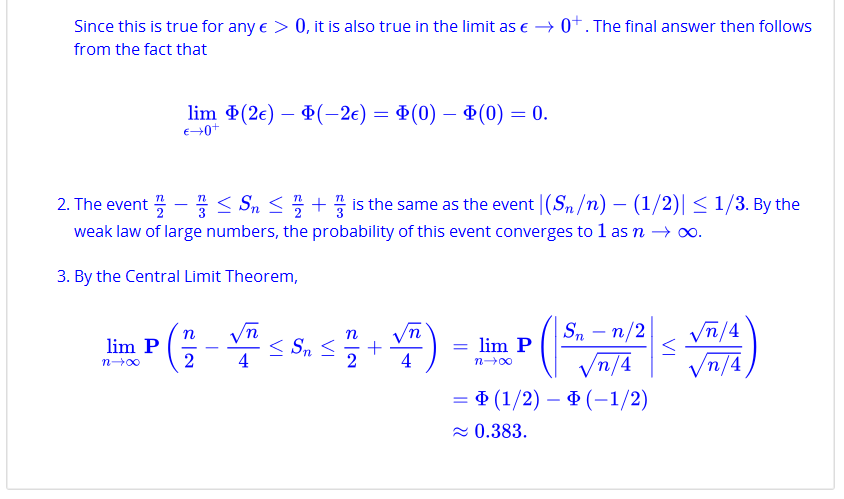 Since this is true for any ϵ > 0, it is also true in the limit as ϵ → 0⁺. The final answer then follows
from the fact that
lim_{ϵ→0⁺} Φ(2ϵ) − Φ(−2ϵ) = Φ(0) − Φ(0) = 0.
2. The event n/2 − n/3 ≤ Sₙ ≤ n/2 + n/3 is the same as the event |(Sₙ/n) − (1/2)| ≤ 1/3. By the
weak law of large numbers, the probability of this event converges to 1 as n → ∞.
3. By the Central Limit Theorem,
lim_{n→∞} P(n/2 − √n/4 ≤ Sₙ ≤ n/2 + √n/4) = lim_{n→∞} P(|(Sₙ − n/2)/√(n/4)| ≤ (√n/4)/√(n/4))
= Φ(1/2) − Φ(−1/2)
≈ 0.383.